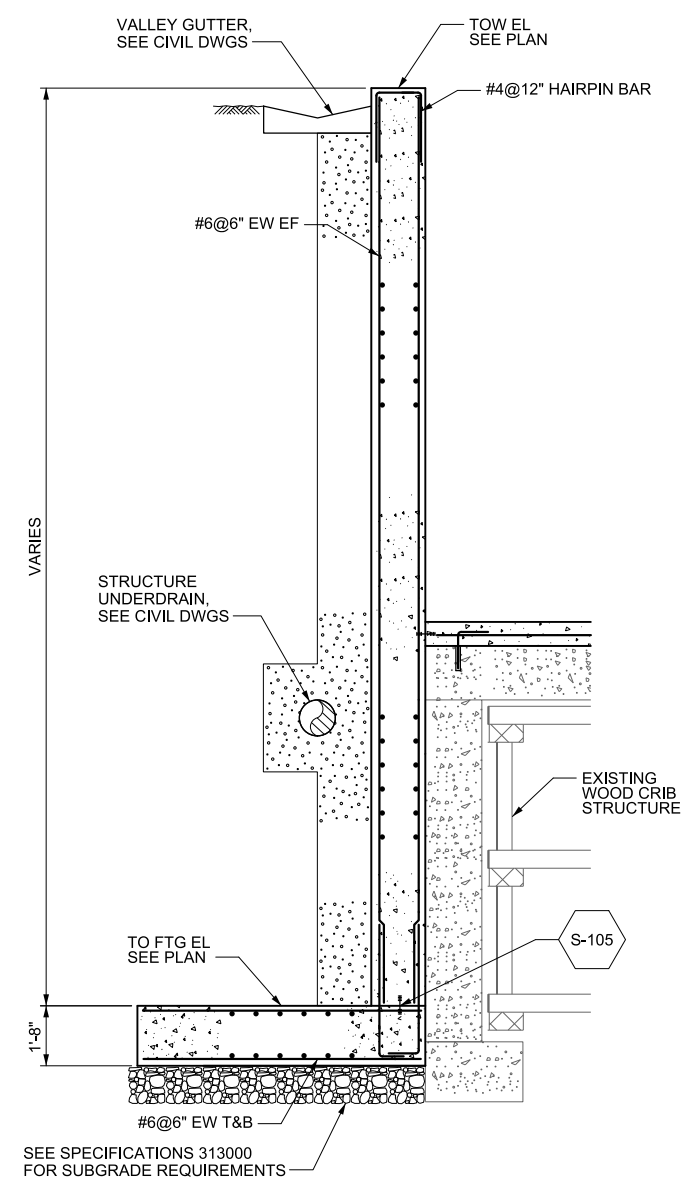 VALLEY GUTTER,
SEE CIVIL DWGS
TOW EL
SEE PLAN
#4@12" HAIRPIN BAR
#6@6" EW EF
VARIES
STRUCTURE
UNDERDRAIN,
SEE CIVIL DWGS
EXISTING
WOOD CRIB
STRUCTURE
TO FTG EL
SEE PLAN
S-105
1'-8"
#6@6" EW T&B
SEE SPECIFICATIONS 313000
FOR SUBGRADE REQUIREMENTS